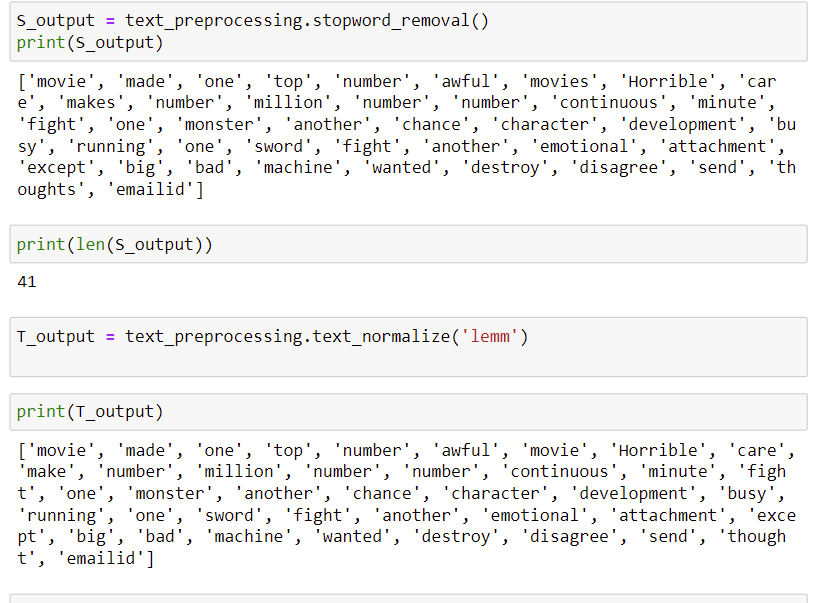 S_output = text_preprocessing.stopword_removal()
print(S_output)
['movie', 'made', 'one', 'top', 'number', 'awful', 'movies', 'Horrible', 'car
e', 'makes', 'number', 'million', 'number', 'number', 'continuous', 'minute',
'fight', 'one', 'monster', 'another', 'chance', 'character', 'development', 'bu
sy', 'running', 'one', 'sword', 'fight', 'another', 'emotional', 'attachment',
'except', 'big', 'bad', 'machine', 'wanted', 'destroy', 'disagree', 'send', 'th
oughts', 'emailid']
print(len(S_output))
41
T_output = text_preprocessing.text_normalize('lemm')
print(T_output)
['movie', 'made', 'one', 'top', 'number', 'awful', 'movie', 'Horrible', 'care',
'make', 'number', 'million', 'number', 'number', 'continuous', 'minute', 'figh
t', 'one', 'monster', 'another', 'chance', 'character', 'development', 'busy',
'running', 'one', 'sword', 'fight', 'another', 'emotional', 'attachment', 'exce
pt', 'big', 'bad', 'machine', 'wanted', 'destroy', 'disagree', 'send', 'though
t', 'emailid']